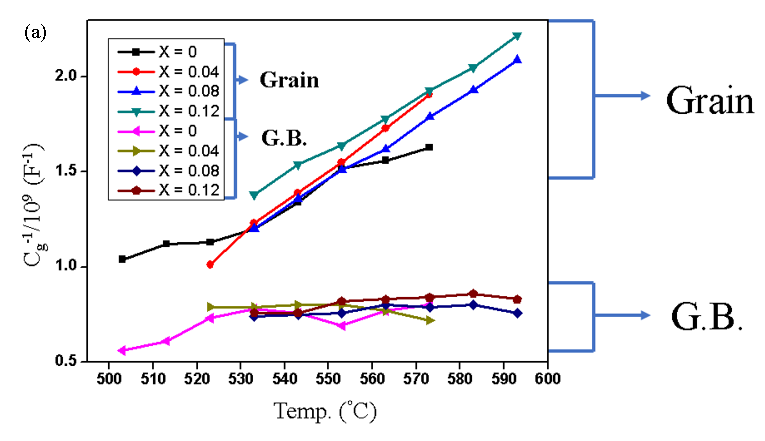 (a)
X = 0
X = 0.04
X = 0.08
X = 0.12
X = 0
X = 0.04
X = 0.08
X = 0.12
Grain
G.B.
Grain
G.B.
2.0
1.5
1.0
0.5
Cg⁻¹/10⁹ (F⁻¹)
500 510 520 530 540 550 560 570 580 590 600
Temp. (°C)